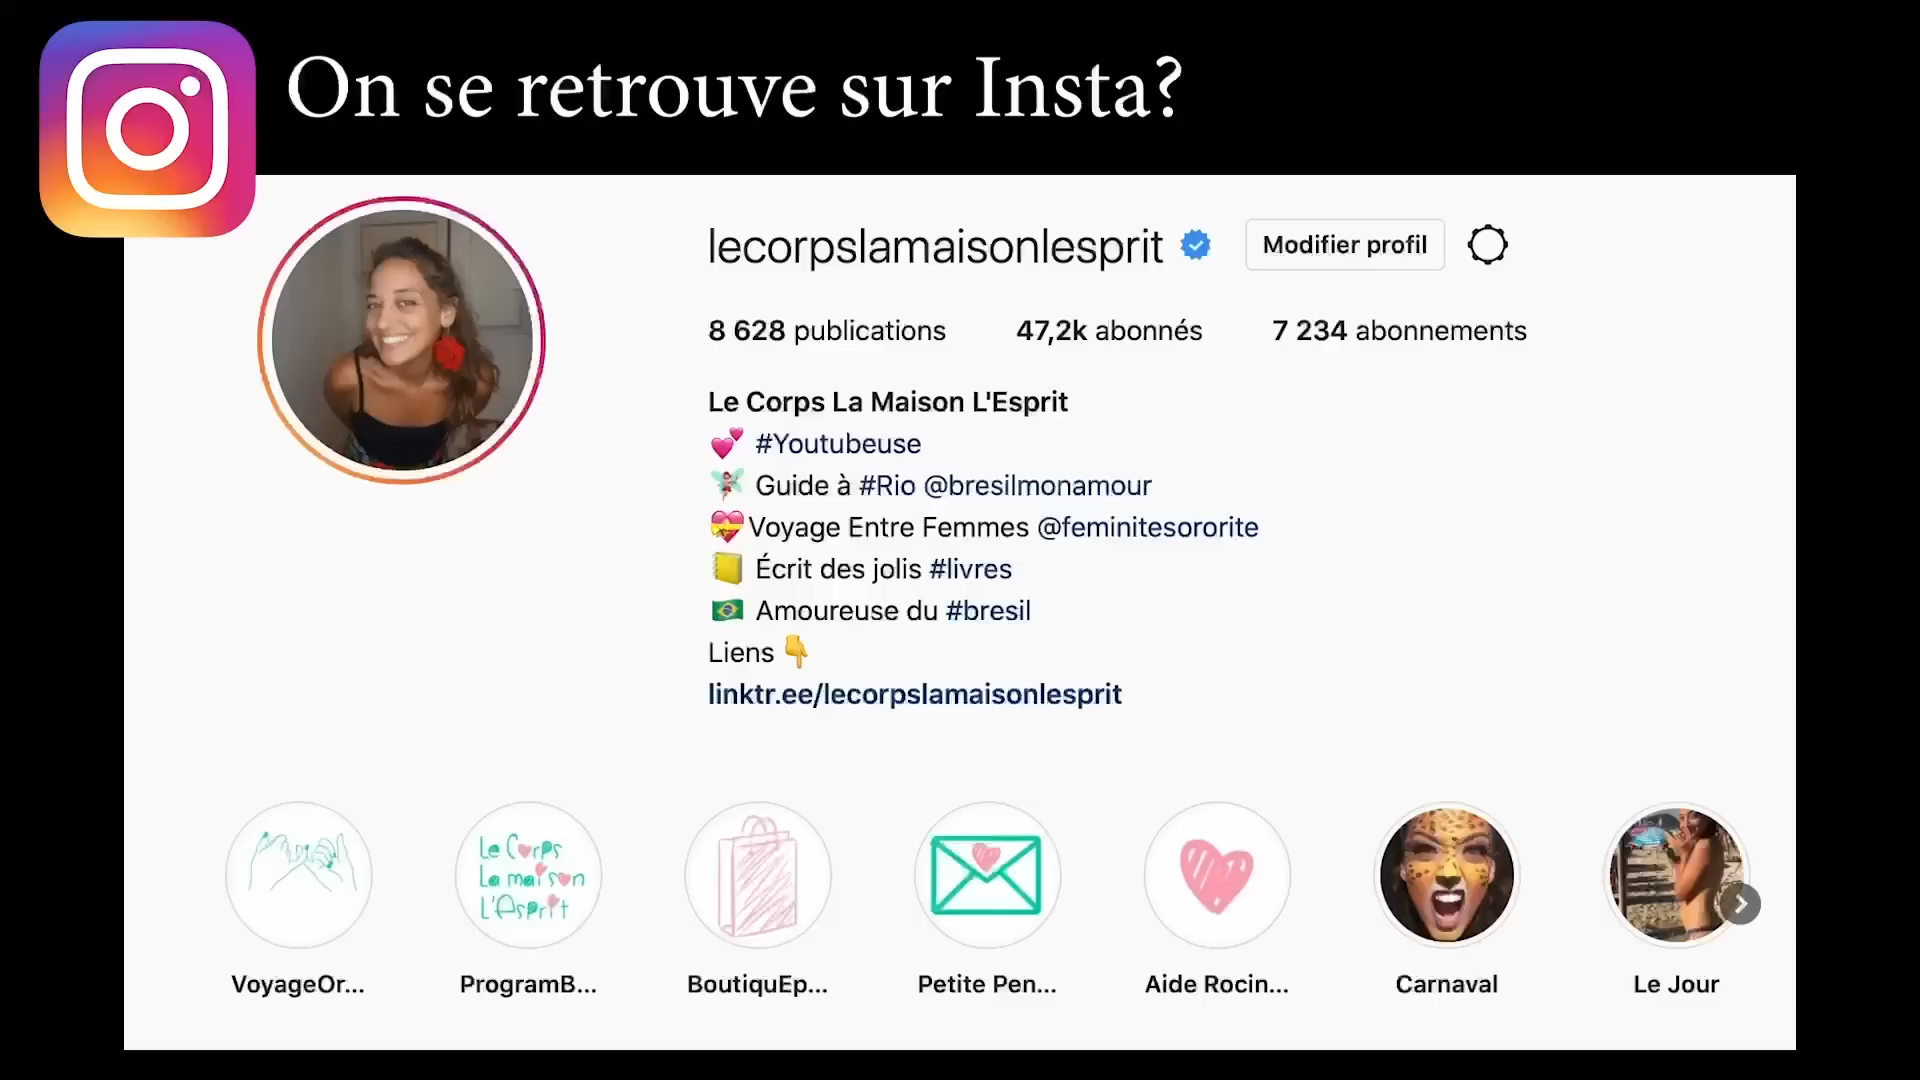 On se retrouve sur Insta?
lecorpslamaisonlesprit Modifier profil
8 628 publications 47,2k abonnés 7 234 abonnements
Le Corps La Maison L'Esprit
💕 #Youtubeuse
🧚 Guide à #Rio @bresilmonamour
💝Voyage Entre Femmes @feminitesororite
📒 Écrit des jolis #livres
🇧🇷 Amoureuse du #bresil
Liens 👇
linktr.ee/lecorpslamaisonlesprit
Le Corps
La maison
L'Esprit
VoyageOr... ProgramB... BoutiquEp... Petite Pen... Aide Rocin... Carnaval Le Jour